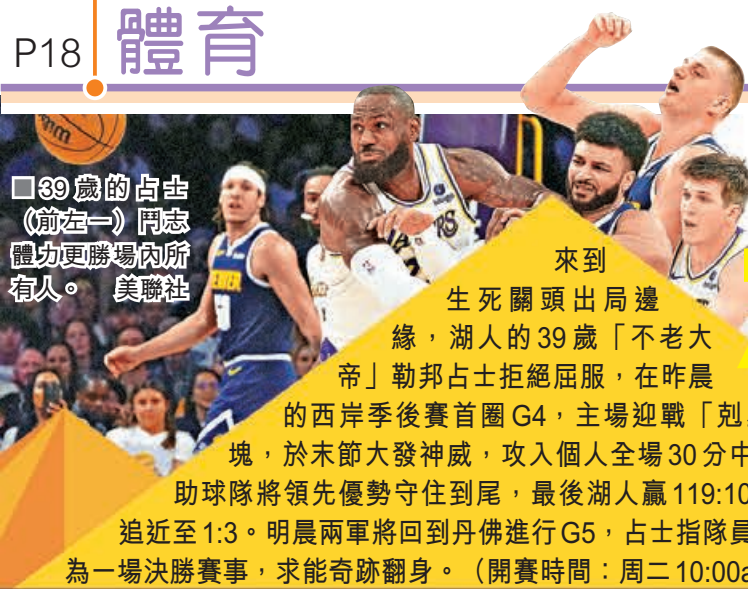 P18 體育
■39歲的占士
（前左一）鬥志
體力更勝場內所
有人。 美聯社
來到
生死關頭出局邊
緣，湖人的39歲「不老大
帝」勒邦占士拒絕屈服，在昨晨
的西岸季後賽首圈G4，主場迎戰「剋
塊，於末節大發神威，攻入個人全場30分中
助球隊將領先優勢守住到尾，最後湖人贏119:10
追近至1:3。明晨兩軍將回到丹佛進行G5，占士指隊員
為一場決勝賽事，求能奇跡翻身。（開賽時間：周二10:00a